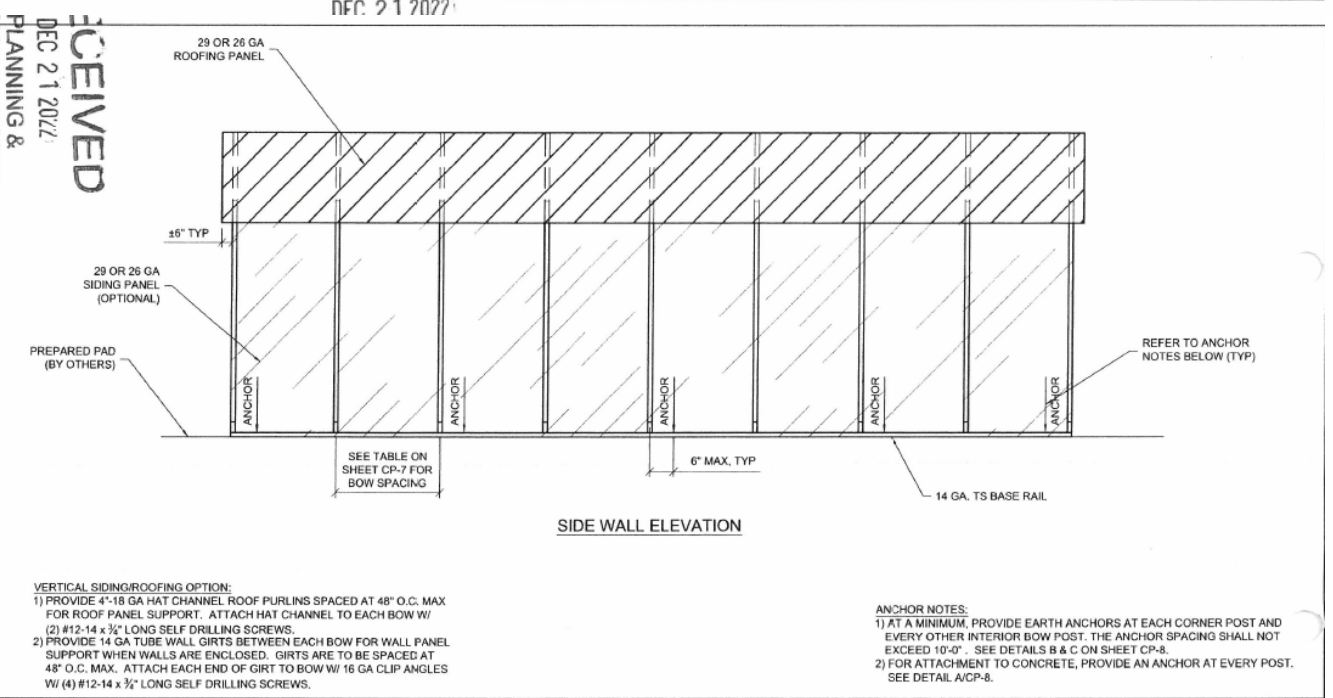 DEC 2 1 2022
ECEIVED
DEC 2 1 2022
PLANNING &
29 OR 26 GA
ROOFING PANEL
±6" TYP
29 OR 26 GA
SIDING PANEL
(OPTIONAL)
PREPARED PAD
(BY OTHERS)
ANCHOR
ANCHOR
ANCHOR
ANCHOR
ANCHOR
REFER TO ANCHOR
NOTES BELOW (TYP)
SEE TABLE ON
SHEET CP-7 FOR
BOW SPACING
6" MAX, TYP
14 GA. TS BASE RAIL
SIDE WALL ELEVATION
VERTICAL SIDING/ROOFING OPTION:
1) PROVIDE 4"-18 GA HAT CHANNEL ROOF PURLINS SPACED AT 48" O.C. MAX
FOR ROOF PANEL SUPPORT. ATTACH HAT CHANNEL TO EACH BOW W/
(2) #12-14 x ¾" LONG SELF DRILLING SCREWS.
2) PROVIDE 14 GA TUBE WALL GIRTS BETWEEN EACH BOW FOR WALL PANEL
SUPPORT WHEN WALLS ARE ENCLOSED. GIRTS ARE TO BE SPACED AT
48" O.C. MAX. ATTACH EACH END OF GIRT TO BOW W/ 16 GA CLIP ANGLES
W/ (4) #12-14 x ¾" LONG SELF DRILLING SCREWS.
ANCHOR NOTES:
1) AT A MINIMUM, PROVIDE EARTH ANCHORS AT EACH CORNER POST AND
EVERY OTHER INTERIOR BOW POST. THE ANCHOR SPACING SHALL NOT
EXCEED 10'-0" . SEE DETAILS B & C ON SHEET CP-8.
2) FOR ATTACHMENT TO CONCRETE, PROVIDE AN ANCHOR AT EVERY POST.
SEE DETAIL A/CP-8.